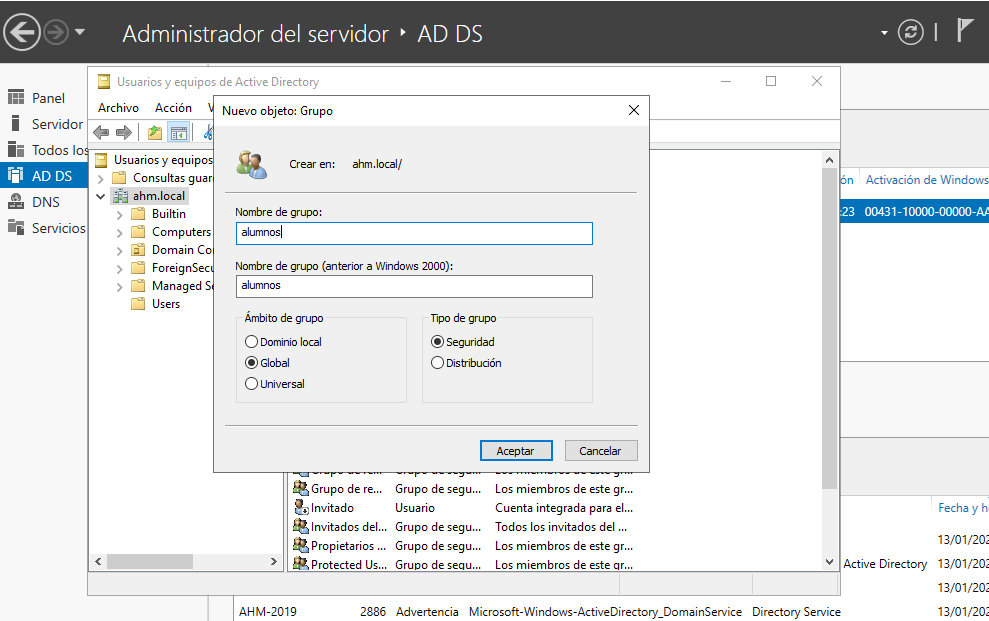 Administrador del servidor ‣ AD DS
Usuarios y equipos de Active Directory
Archivo Acción
Panel
Servidor
Todos los
AD DS
DNS
Servicios
Usuarios y equipos
Consultas guar
ahm.local
Builtin
Computers
Domain Co
ForeignSecu
Managed Se
Users
Nuevo objeto: Grupo
Crear en: ahm.local/
Nombre de grupo:
alumnos
Nombre de grupo (anterior a Windows 2000):
alumnos
Ámbito de grupo
Dominio local
Global
Universal
Tipo de grupo
Seguridad
Distribución
Aceptar Cancelar
ón Activación de Windows
:23 00431-10000-00000-AA
Grupo de re... Grupo de segu... Los miembros de este gr...
Invitado Usuario Cuenta integrada para el...
Invitados del... Grupo de segu... Todos los invitados del ...
Propietarios ... Grupo de segu... Los miembros de este gr...
Protected Us... Grupo de segu... Los miembros de este gr...
Fecha y h
13/01/202
Active Directory 13/01/202
13/01/202
AHM-2019 2886 Advertencia Microsoft-Windows-ActiveDirectory_DomainService Directory Service 13/01/202